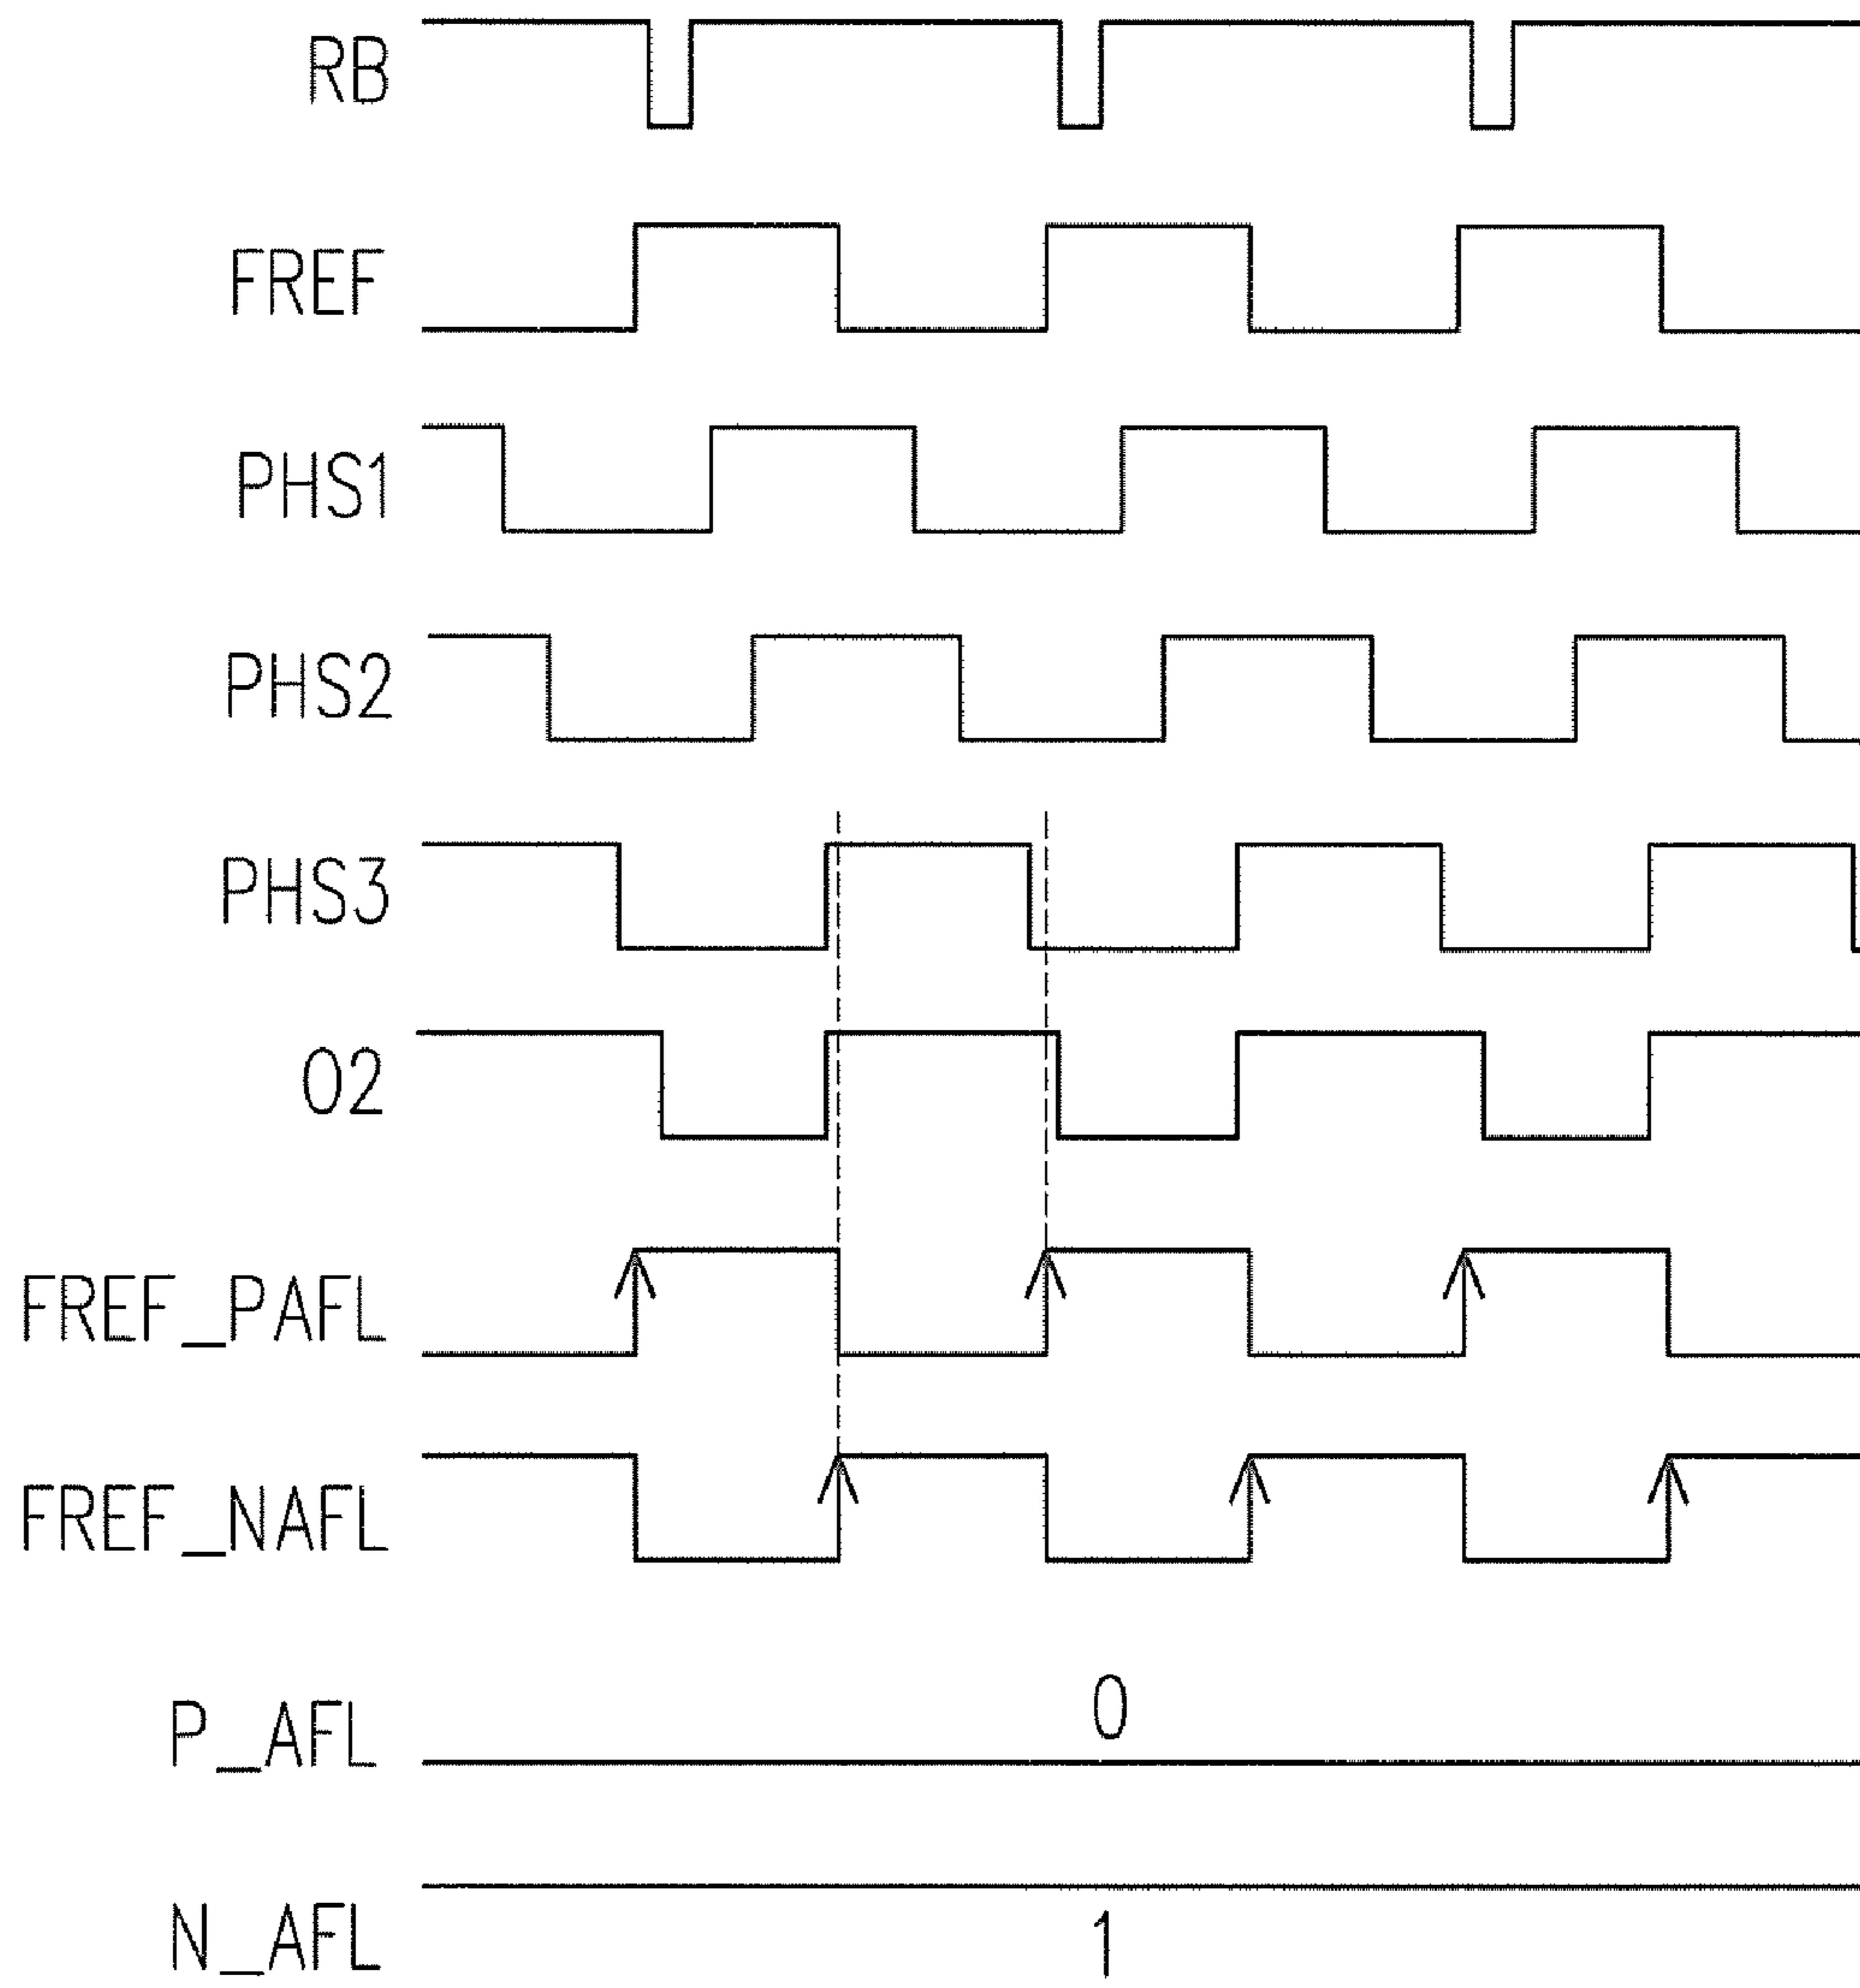 RB
FREF
PHS1
PHS2
PHS3
O2
FREF_PAFL
FREF_NAFL
P_AFL
0
N_AFL
1